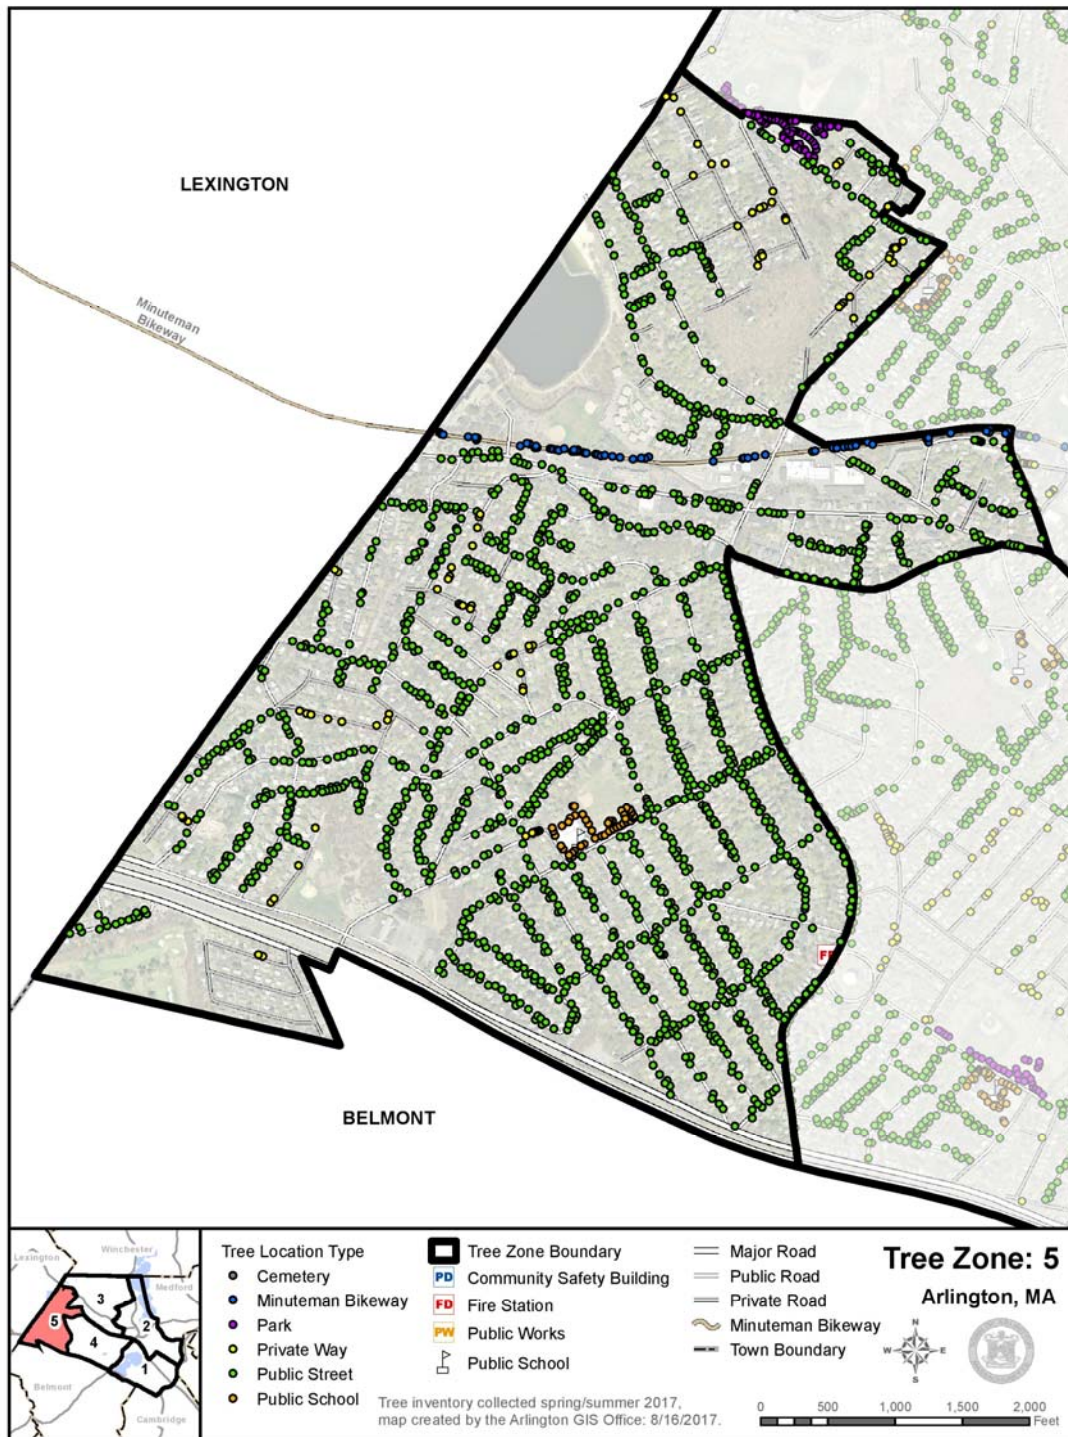 LEXINGTON
Minuteman
Bikeway
FD
BELMONT
Lexington
Winchester
Medford
3
5
2
4
1
Belmont
Cambridge
Tree Location Type
Cemetery
Minuteman Bikeway
Park
Private Way
Public Street
Public School
Tree Zone Boundary
PD Community Safety Building
FD Fire Station
PW Public Works
Public School
Major Road
Public Road
Private Road
Minuteman Bikeway
Town Boundary
Tree Zone: 5
Arlington, MA
N
W E
S
Tree inventory collected spring/summer 2017,
map created by the Arlington GIS Office: 8/16/2017.
0 500 1,000 1,500 2,000
Feet